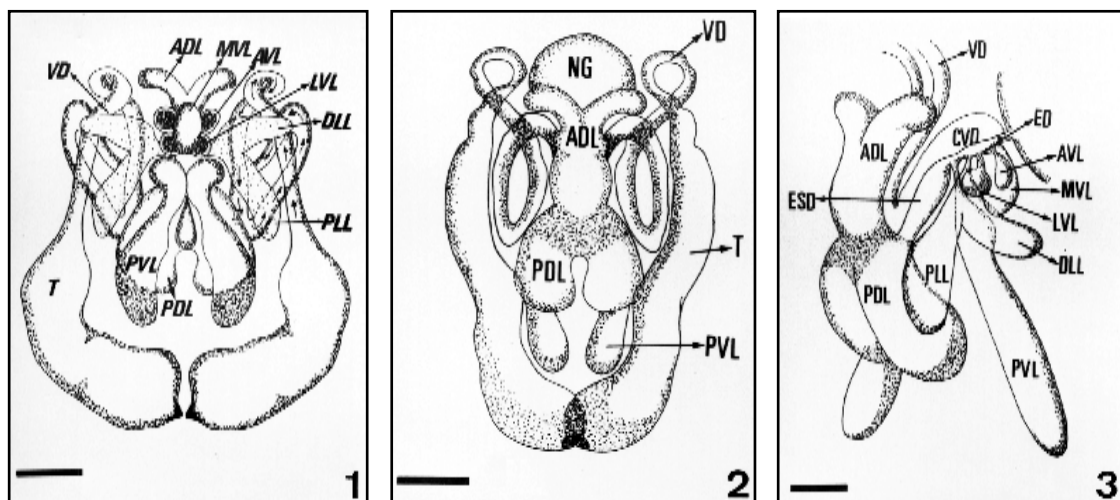 ADL
MVL
AVL
VD
LVL
DLL
PLL
PVL
T
PDL
1
VD
NG
ADL
T
PDL
PVL
2
VD
ED
CVD
ADL
AVL
MVL
ESD
LVL
DLL
PLL
PDL
PVL
3